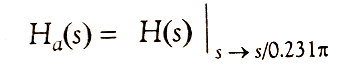 Hₐ(s) = H(s) |ₛ → ₛ/₀.₂₃₁π